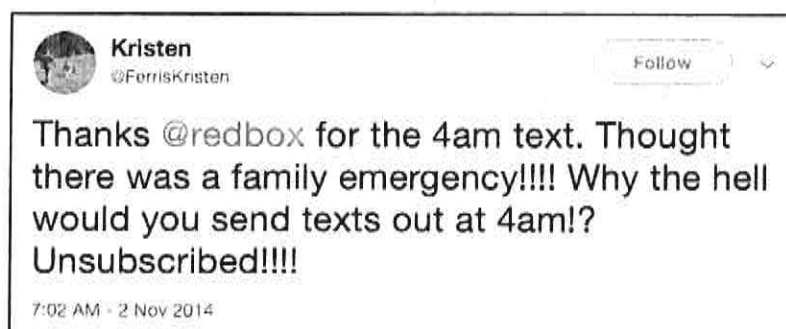 Kristen
@FerrisKristen
Follow
Thanks @redbox for the 4am text. Thought
there was a family emergency!!!! Why the hell
would you send texts out at 4am!?
Unsubscribed!!!!
7:02 AM - 2 Nov 2014